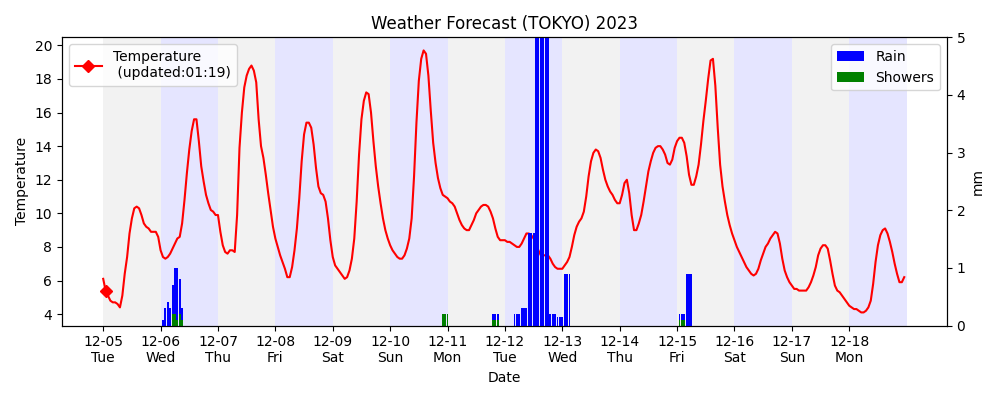 Weather Forecast (TOKYO) 2023
Temperature
(updated:01:19)
Rain
Showers
20
18
16
14
12
10
8
6
4
Temperature
5
4
3
2
1
0
mm
12-05 12-06 12-07 12-08 12-09 12-10 12-11 12-12 12-13 12-14 12-15 12-16 12-17 12-18
Tue Wed Thu Fri Sat Sun Mon Tue Wed Thu Fri Sat Sun Mon
Date